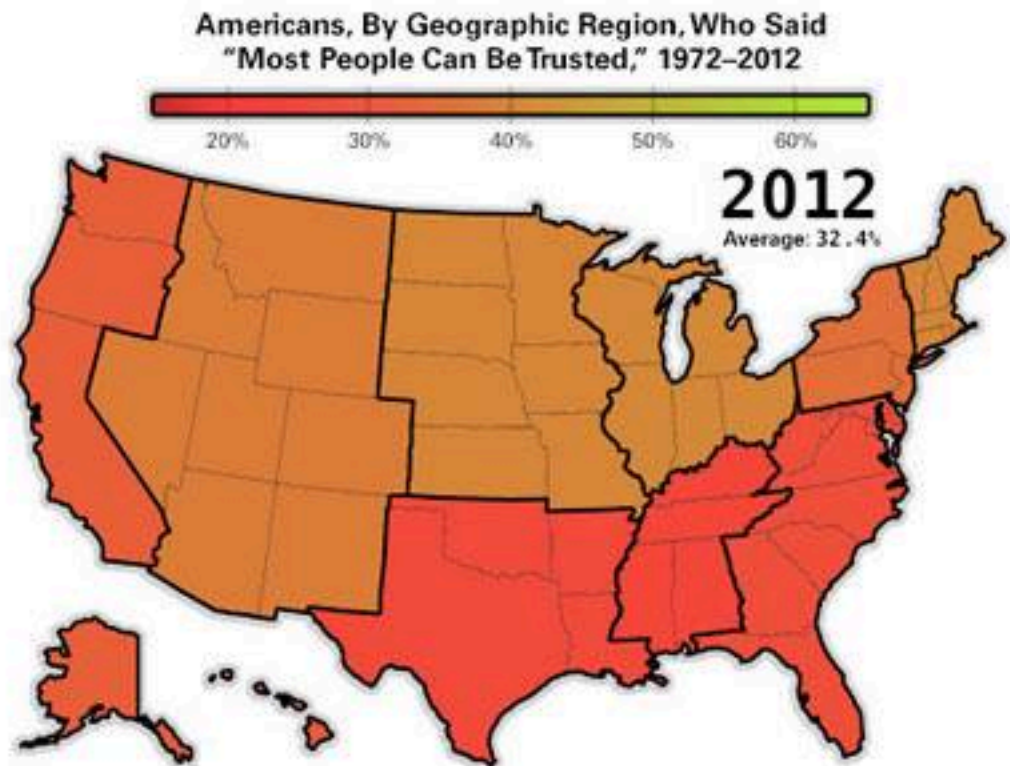 Americans, By Geographic Region, Who Said
“Most People Can Be Trusted,” 1972–2012
20% 30% 40% 50% 60%
2012
Average: 32.4%